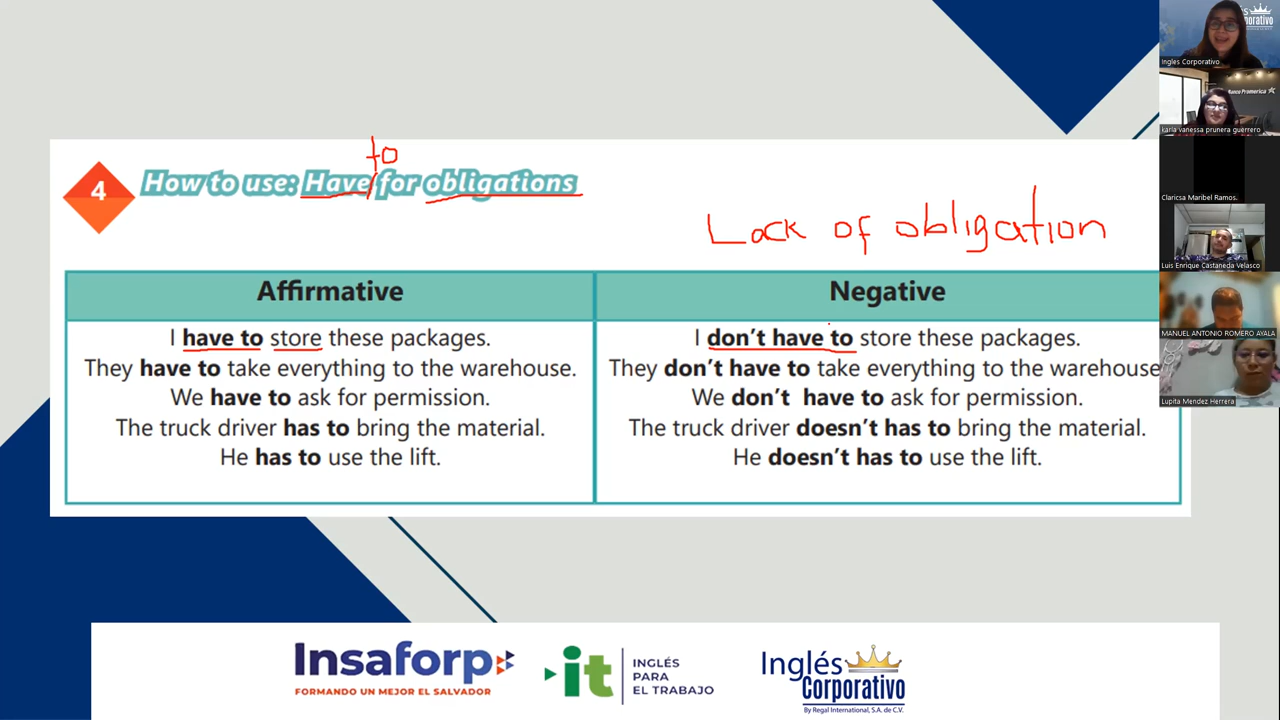 to
4
How to use: Have for obligations
Lack of obligation
Affirmative
Negative
I have to store these packages.
I don't have to store these packages.
They have to take everything to the warehouse.
They don't have to take everything to the warehouse
We have to ask for permission.
We don't have to ask for permission.
The truck driver has to bring the material.
The truck driver doesn't has to bring the material.
He has to use the lift.
He doesn't has to use the lift.
Insaforp
FORMANDO UN MEJOR EL SALVADOR
it
INGLÉS PARA EL TRABAJO
Inglés Corporativo
By Regal International, S.A. de C.V.
Ingles Corporativo
Banco Promerica
karla vanessa prunera guerrero
Claricsa Maribel Ramos.
Luis Enrique Castaneda Velasco
MANUEL ANTONIO ROMERO AYALA
Lupita Mendez Herrera